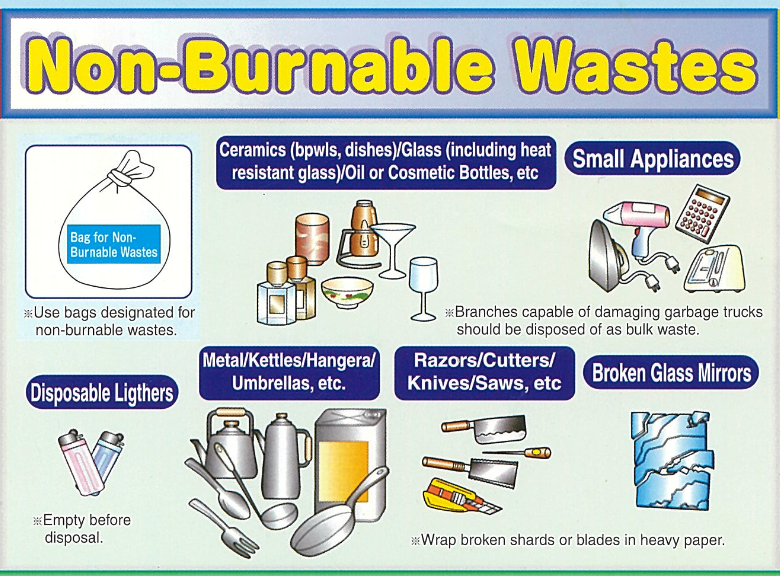 Non-Burnable Wastes
Bag for Non-
Burnable Wastes
※Use bags designated for
non-burnable wastes.
Ceramics (bpwls, dishes)/Glass (including heat
resistant glass)/Oil or Cosmetic Bottles, etc
Small Appliances
※Branches capable of damaging garbage trucks
should be disposed of as bulk waste.
Disposable Ligthers
※Empty before
disposal.
Metal/Kettles/Hangera/
Umbrellas, etc.
Razors/Cutters/
Knives/Saws, etc
Broken Glass Mirrors
※Wrap broken shards or blades in heavy paper.